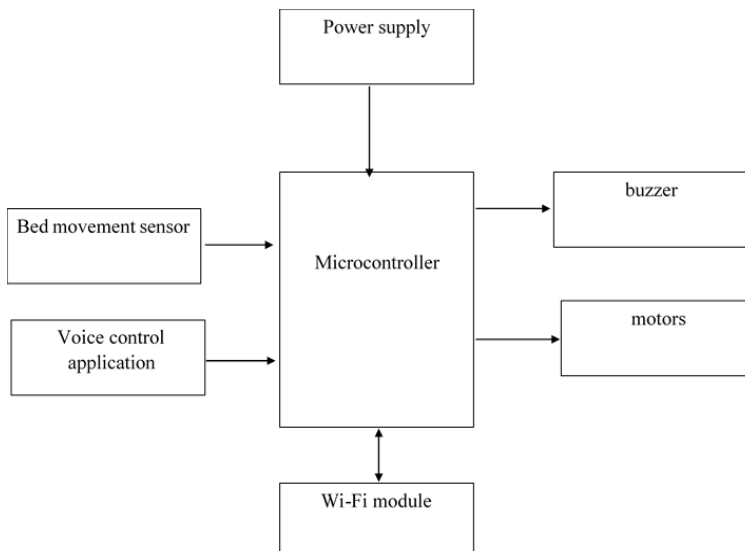 Power supply
buzzer
Bed movement sensor
Microcontroller
motors
Voice control
application
Wi-Fi module